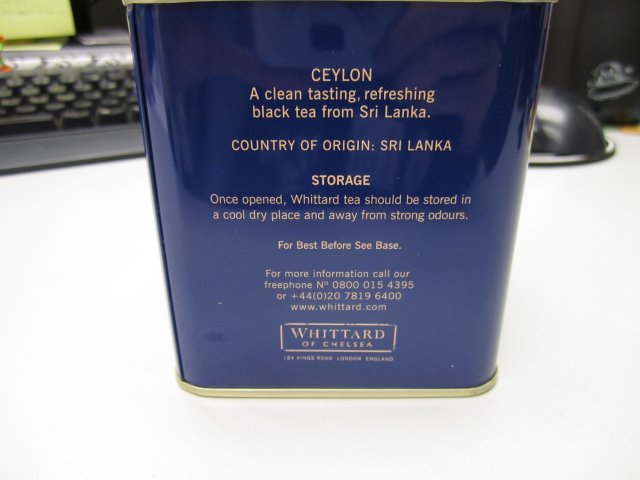 CEYLON
A clean tasting, refreshing
black tea from Sri Lanka.
COUNTRY OF ORIGIN: SRI LANKA
STORAGE
Once opened, Whittard tea should be stored in
a cool dry place and away from strong odours.
For Best Before See Base.
For more information call our
freephone Nº 0800 015 4395
or +44(0)20 7819 6400
www.whittard.com
WHITTARD
OF CHELSEA
184 KINGS ROAD LONDON ENGLAND